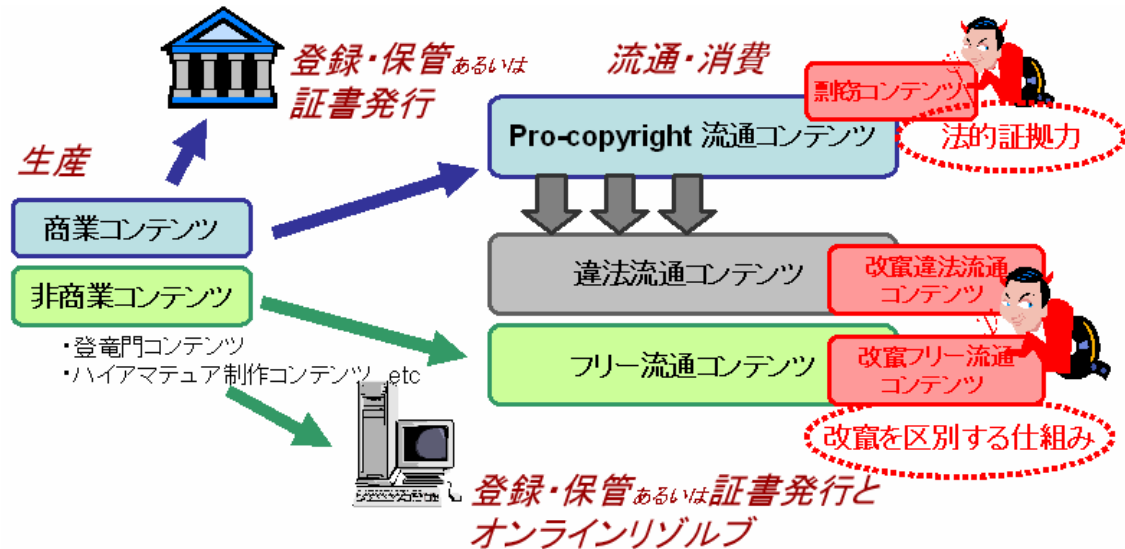 登録・保管あるいは
証書発行
流通・消費
剽窃コンテンツ
Pro-copyright 流通コンテンツ
法的証拠力
生産
商業コンテンツ
非商業コンテンツ
・登竜門コンテンツ
・ハイアマテュア制作コンテンツ etc
違法流通コンテンツ
改竄違法流通
コンテンツ
フリー流通コンテンツ
改竄フリー流通
コンテンツ
改竄を区別する仕組み
登録・保管あるいは証書発行と
オンラインリゾルブ